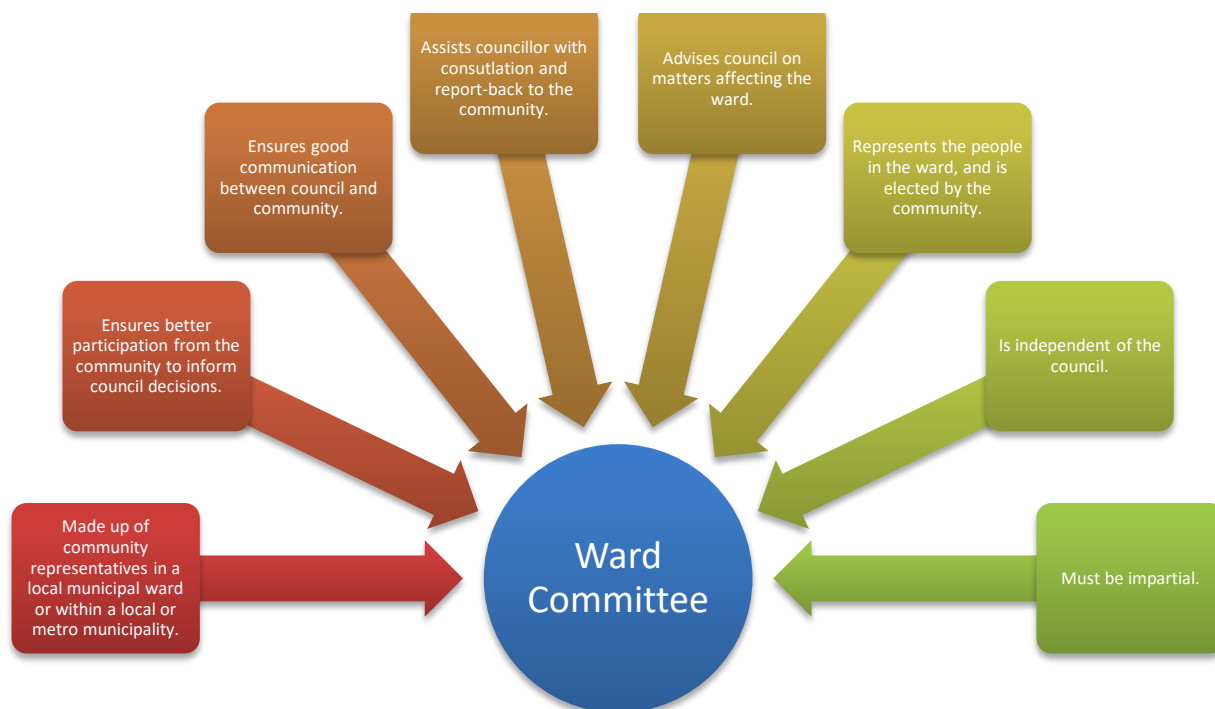 Made up of
community
representatives in a
local municipal ward
or within a local or
metro municipality.
Ensures better
participation from the
community to inform
council decisions.
Ensures good
communication
between council and
community.
Assists councillor with
consutlation and
report-back to the
community.
Advises council on
matters affecting the
ward.
Represents the people
in the ward, and is
elected by the
community.
Is independent of the
council.
Must be impartial.
Ward
Committee